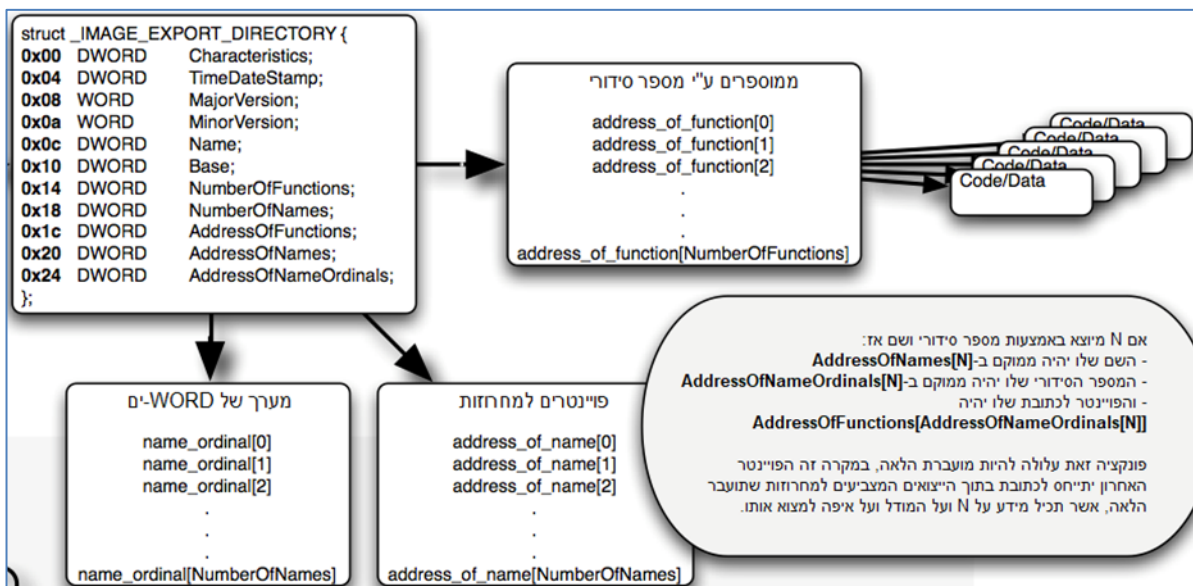 struct _IMAGE_EXPORT_DIRECTORY {
0x00 DWORD Characteristics;
0x04 DWORD TimeDateStamp;
0x08 WORD MajorVersion;
0x0a WORD MinorVersion;
0x0c DWORD Name;
0x10 DWORD Base;
0x14 DWORD NumberOfFunctions;
0x18 DWORD NumberOfNames;
0x1c DWORD AddressOfFunctions;
0x20 DWORD AddressOfNames;
0x24 DWORD AddressOfNameOrdinals;
};
ממוספרים ע"י מספר סידורי
address_of_function[0]
address_of_function[1]
address_of_function[2]
.
.
.
address_of_function[NumberOfFunctions]
Code/Data
Code/Data
Code/Data
Code/Data
Code/Data
מערך של WORD-ים
name_ordinal[0]
name_ordinal[1]
name_ordinal[2]
.
.
.
name_ordinal[NumberOfNames]
פויינטרים למחרוזות
address_of_name[0]
address_of_name[1]
address_of_name[2]
.
.
.
address_of_name[NumberOfNames]
אם N מיוצא באמצעות מספר סידורי ושם אז:
- השם שלו יהיה ממוקם ב-AddressOfNames[N]
- המספר הסידורי שלו יהיה ממוקם ב-AddressOfNameOrdinals[N]
- והפויינטר לכתובת שלו יהיה
AddressOfFunctions[AddressOfNameOrdinals[N]]
פונקציה זאת עלולה להיות מועברת הלאה, במקרה זה הפויינטר
האחרון יתייחס לכתובת בתוך הייצואים המצביעים למחרוזות שתועבר
הלאה, אשר תכיל מידע על N ועל המודל ועל איפה למצוא אותו.